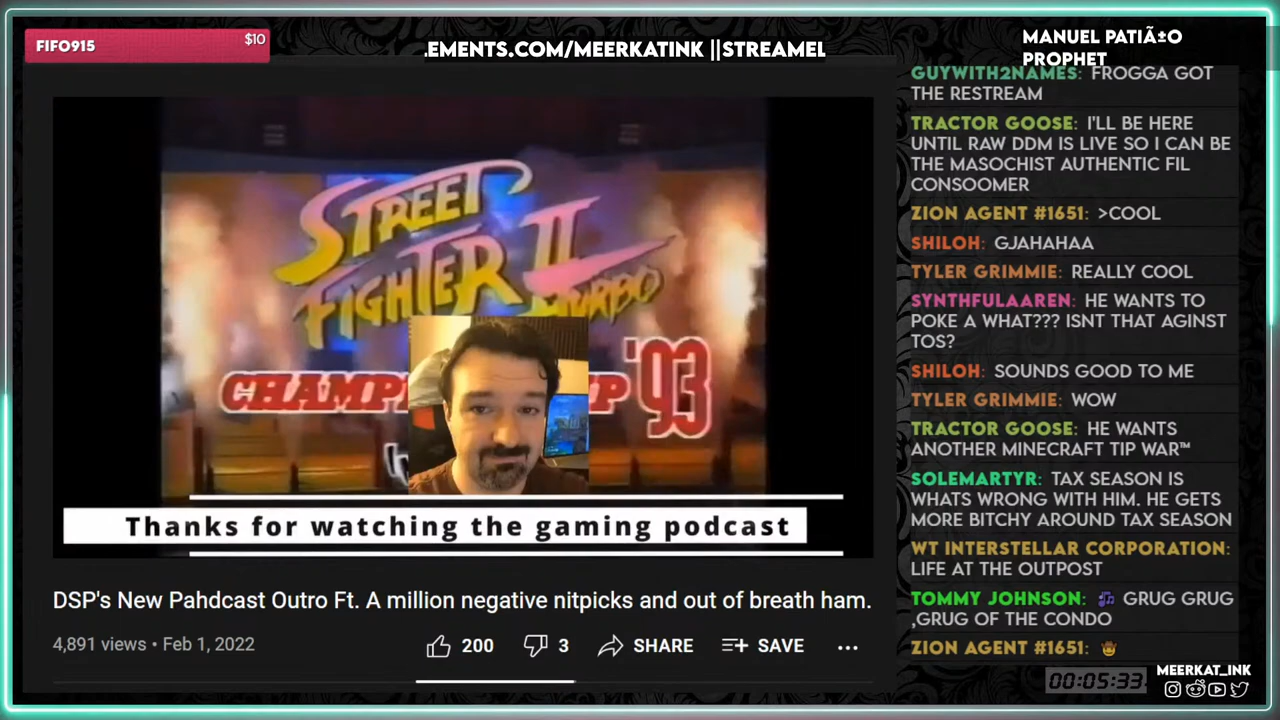 FIFO915
$10
.EMENTS.COM/MEERKATINK ||STREAMEL
MANUEL PATIÃ±O
PROPHET
STREET
FIGHTER II
TURBO
'93
Thanks for watching the gaming podcast
DSP's New Pahdcast Outro Ft. A million negative nitpicks and out of breath ham.
4,891 views • Feb 1, 2022
200
3
SHARE
SAVE
GUYWITH2NAMES: FROGGA GOT
THE RESTREAM
TRACTOR GOOSE: I'LL BE HERE
UNTIL RAW DDM IS LIVE SO I CAN BE
THE MASOCHIST AUTHENTIC FIL
CONSOOMER
ZION AGENT #1651: >COOL
SHILOH: GJAHAHAA
TYLER GRIMMIE: REALLY COOL
SYNTHFULAAREN: HE WANTS TO
POKE A WHAT??? ISNT THAT AGINST
TOS?
SHILOH: SOUNDS GOOD TO ME
TYLER GRIMMIE: WOW
TRACTOR GOOSE: HE WANTS
ANOTHER MINECRAFT TIP WAR™
SOLEMARTYR: TAX SEASON IS
WHATS WRONG WITH HIM. HE GETS
MORE BITCHY AROUND TAX SEASON
WT INTERSTELLAR CORPORATION:
LIFE AT THE OUTPOST
TOMMY JOHNSON: 🎶 GRUG GRUG
,GRUG OF THE CONDO
ZION AGENT #1651: 🤠
00:05:33
MEERKAT_INK